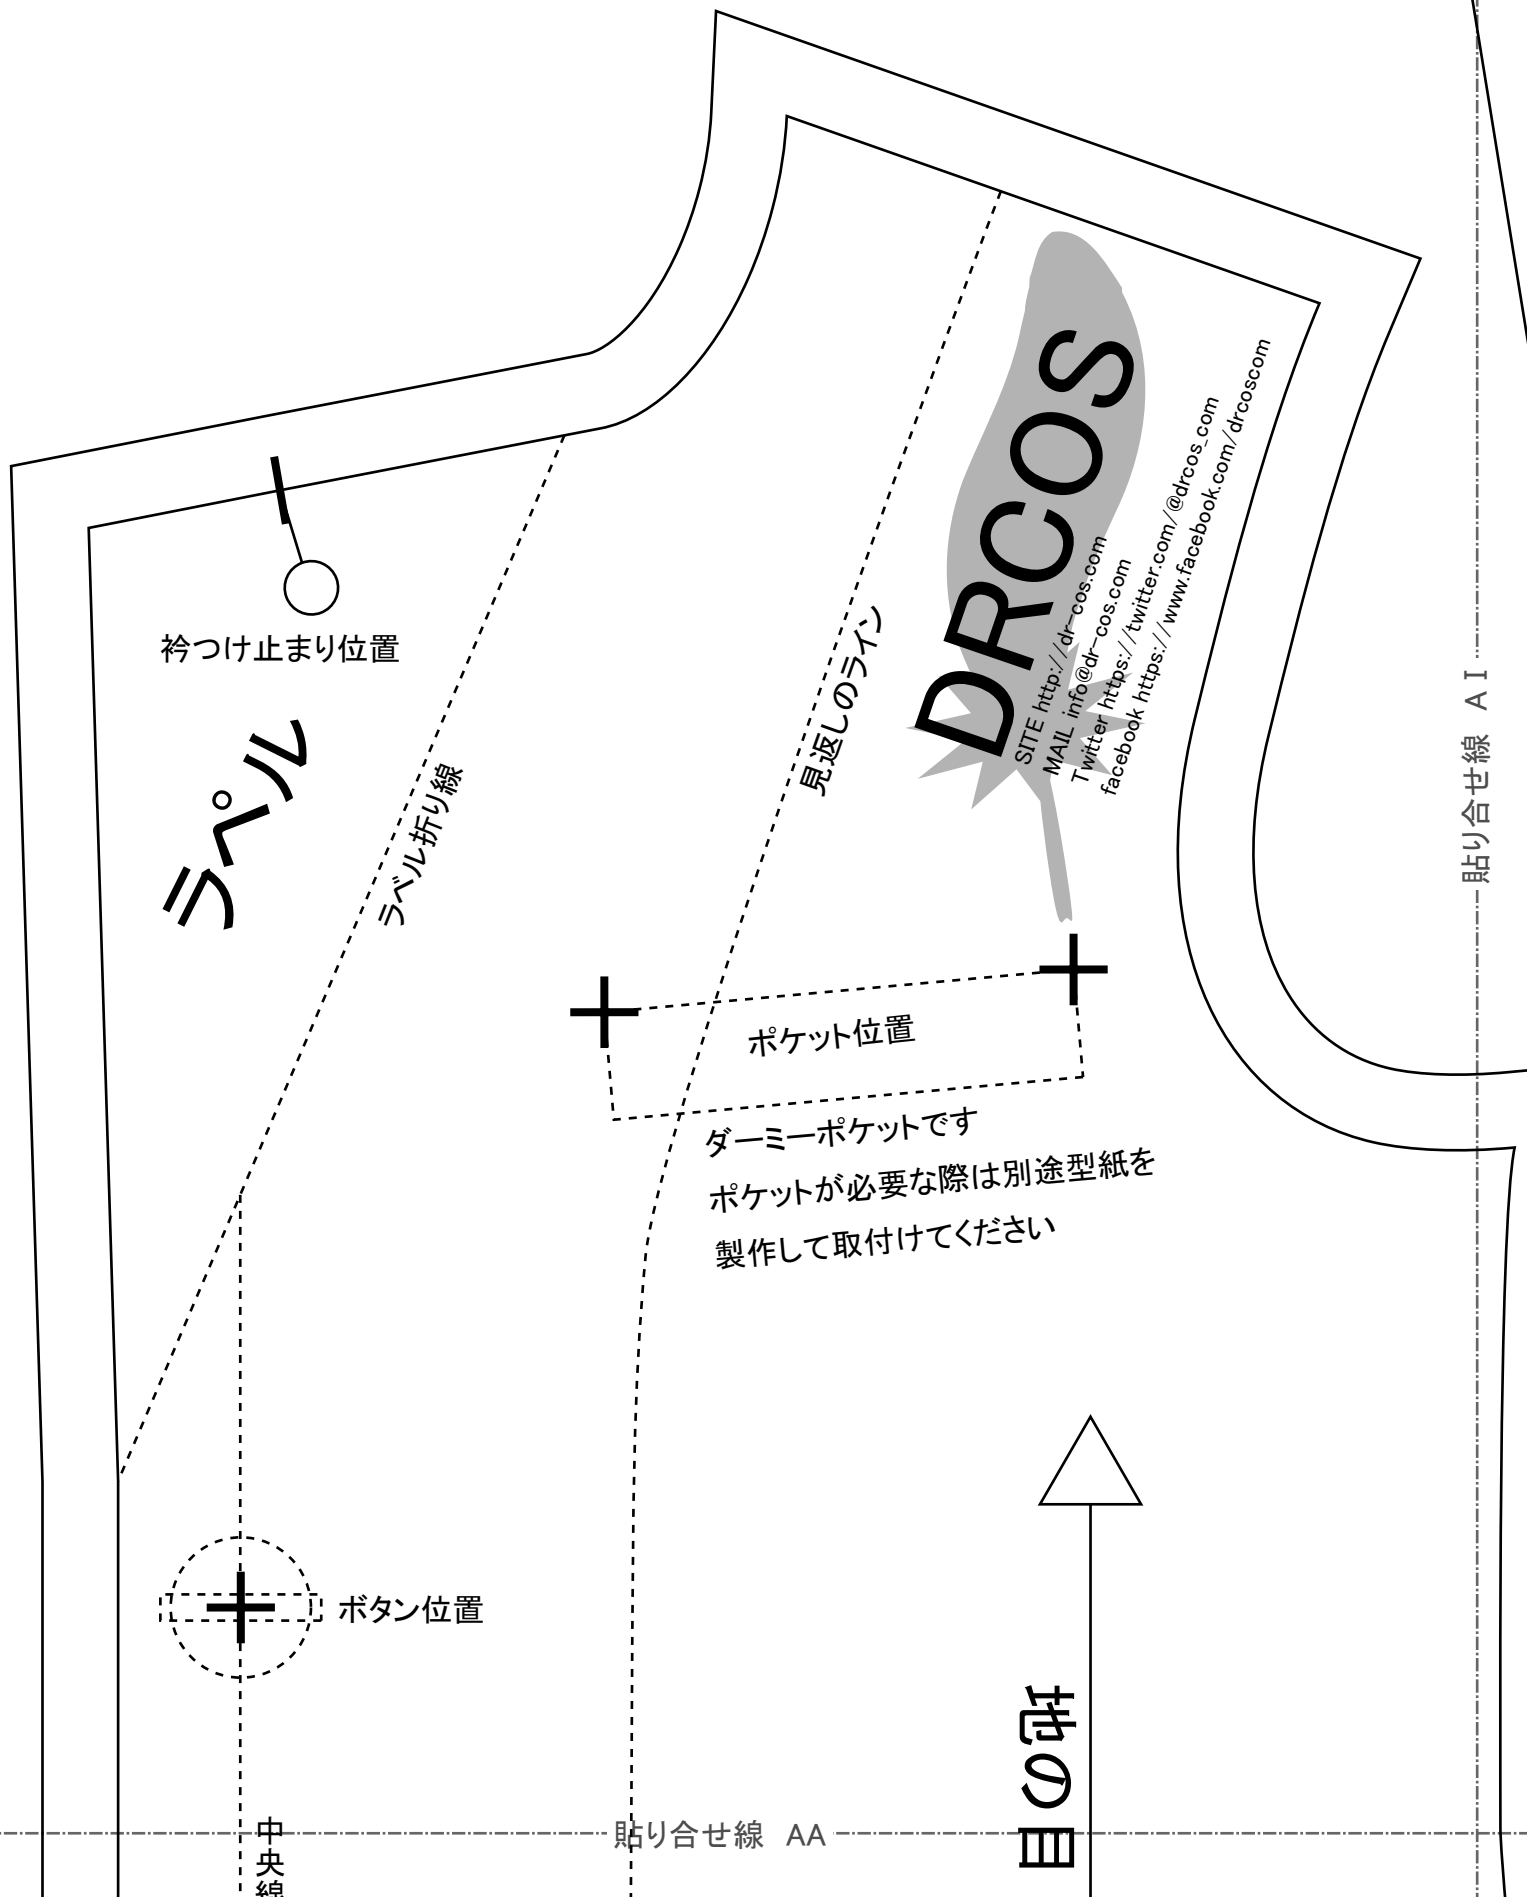 DRCOS
SITE http://dr-cos.com
MAIL info@dr-cos.com
Twitter https://twitter.com/@drcos_com
facebook https://www.facebook.com/drcoscom
衿つけ止まり位置
ラペル
ラベル折り線
見返しのライン
貼り合せ線 AI
ポケット位置
ダーミーポケットです
ポケットが必要な際は別途型紙を
製作して取付けてください
ボタン位置
地の目
中央線
貼り合せ線 AA